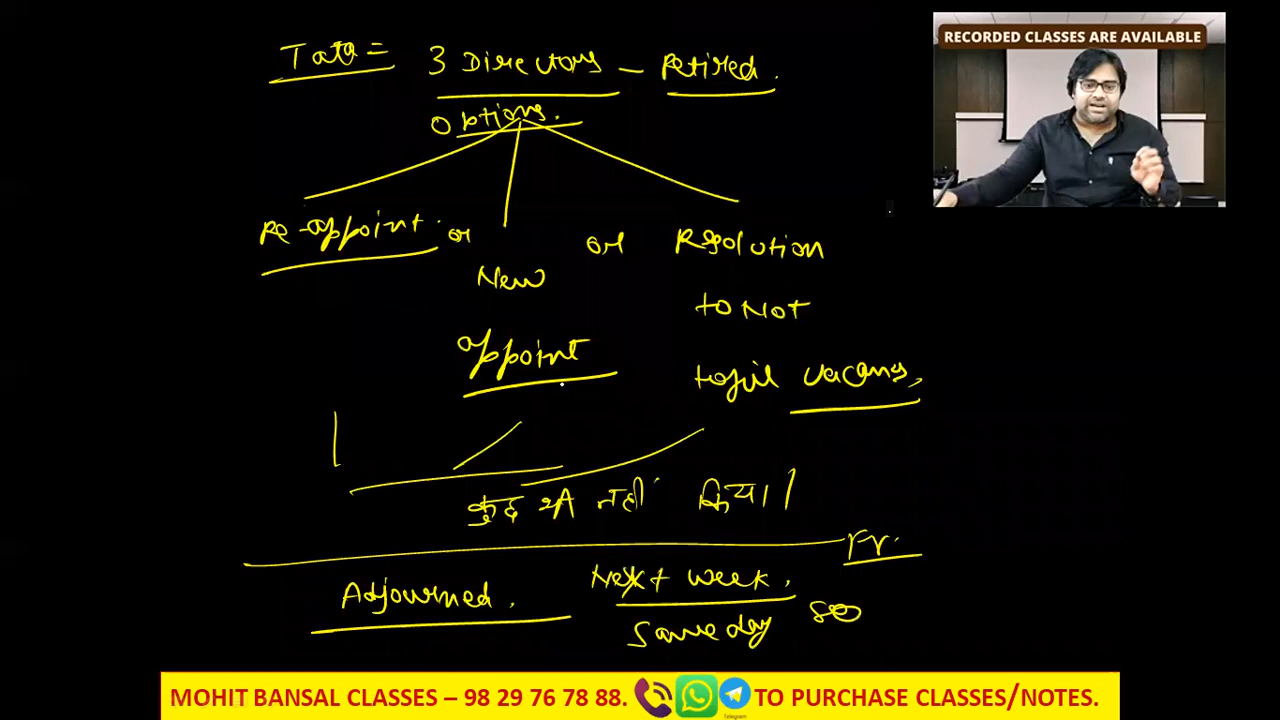 RECORDED CLASSES ARE AVAILABLE
Tata = 3 Directors - retired.
Options.
Re-appoint. or New appoint or Resolution to Not to fill vacancy,
कुछ भी नहीं किया।
Fr.
Adjourned. Next week.
Same day
MOHIT BANSAL CLASSES – 98 29 76 78 88. TO PURCHASE CLASSES/NOTES.
Telegram